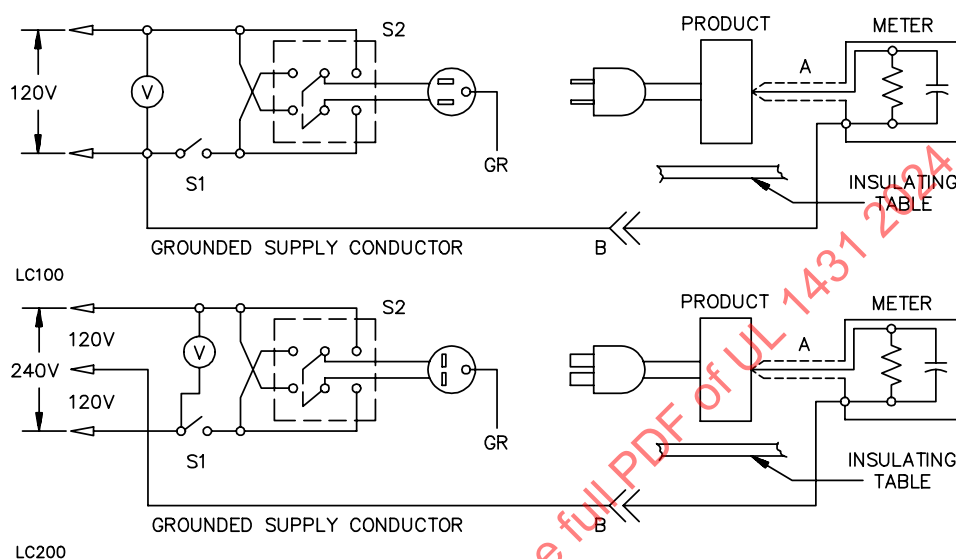 S2
PRODUCT
METER
A
120V
V
S1
GR
INSULATING
TABLE
GROUNDED SUPPLY CONDUCTOR
B
LC100
S2
PRODUCT
METER
120V
A
V
240V
120V
S1
GR
INSULATING
TABLE
GROUNDED SUPPLY CONDUCTOR
B
LC200
e full PDF of UL 1431 2024